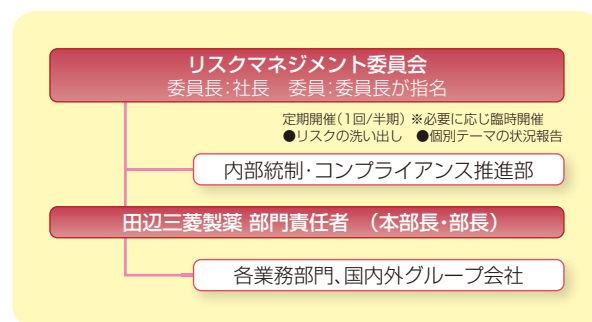 リスクマネジメント委員会
委員長:社長　委員:委員長が指名
定期開催(1回/半期) ※必要に応じ臨時開催
●リスクの洗い出し　●個別テーマの状況報告
内部統制・コンプライアンス推進部
田辺三菱製薬 部門責任者　(本部長・部長)
各業務部門、国内外グループ会社